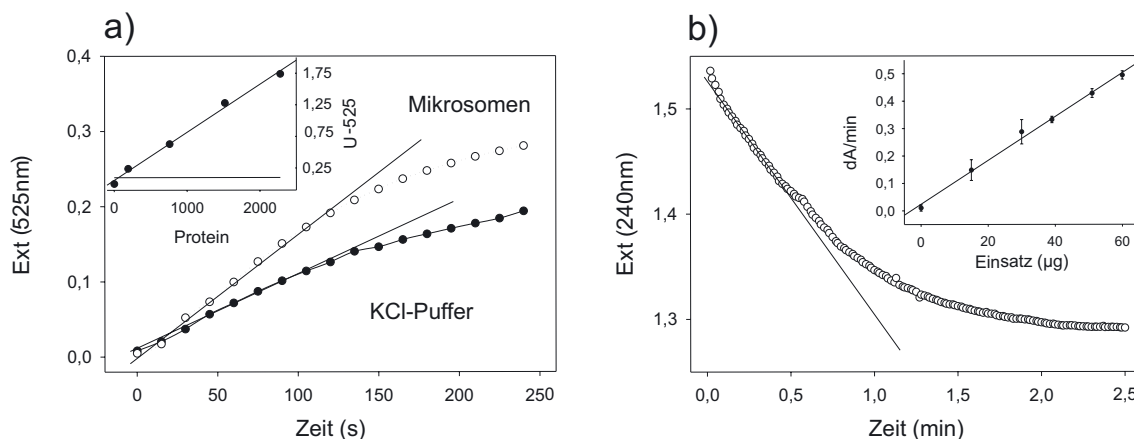 a)
0,4
0,3
0,2
0,1
0,0
Ext (525nm)
1,75
1,25
0,75
0,25
U-525
0 1000 2000
Protein
Mikrosomen
KCl-Puffer
0 50 100 150 200 250
Zeit (s)
b)
1,5
1,4
1,3
Ext (240nm)
0,5
0,4
0,3
0,2
0,1
0,0
dA/min
0 20 40 60
Einsatz (µg)
0,0 0,5 1,0 1,5 2,0 2,5
Zeit (min)